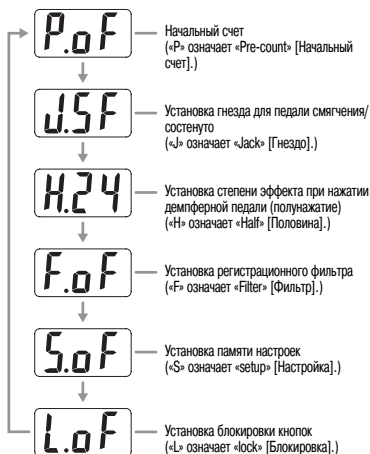 P.oF
Начальный счет
(«P» означает «Pre-count» [Начальный
счет].)
J.SF
Установка гнезда для педали смягчения/
состенуто
(«J» означает «Jack» [Гнездо].)
H.24
Установка степени эффекта при нажатии
демпферной педали (полунажатие)
(«H» означает «Half» [Половина].)
F.oF
Установка регистрационного фильтра
(«F» означает «Filter» [Фильтр].)
S.oF
Установка памяти настроек
(«S» означает «setup» [Настройка].)
L.oF
Установка блокировки кнопок
(«L» означает «lock» [Блокировка].)